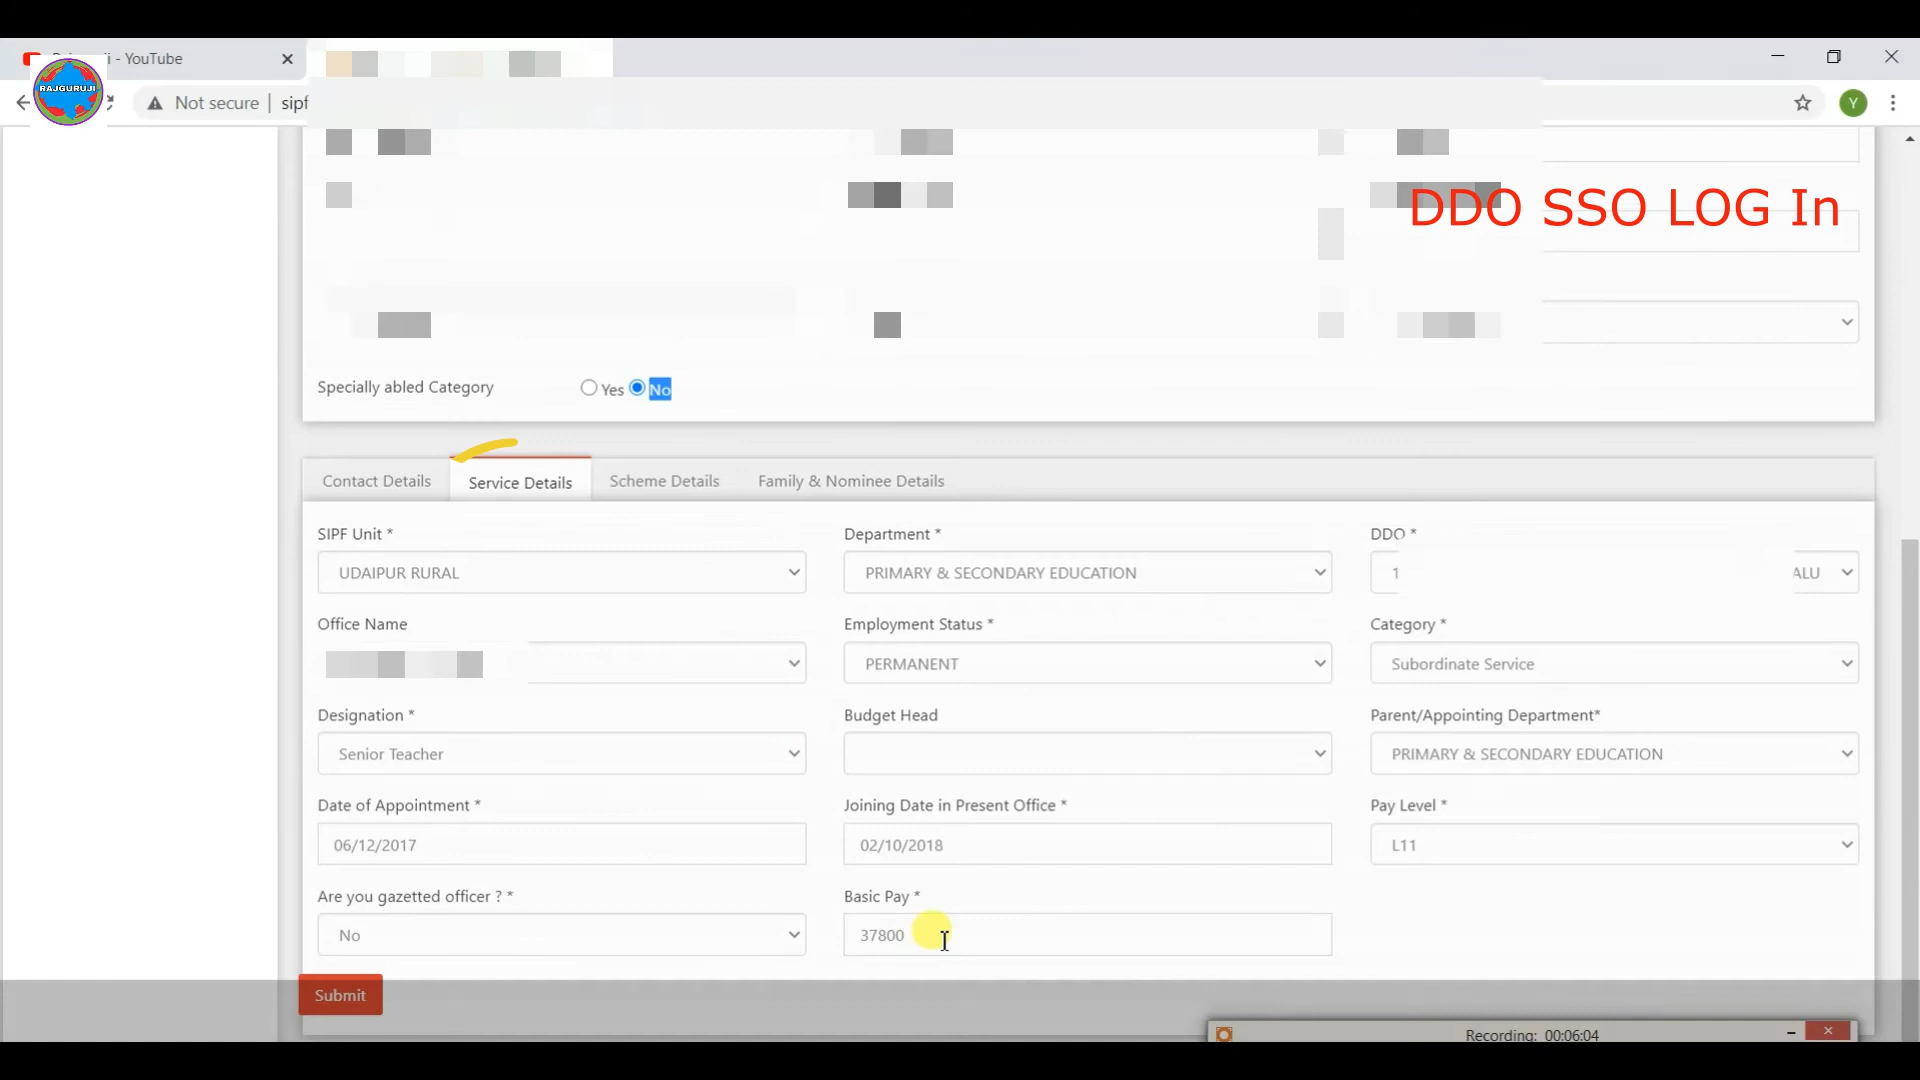 i - YouTube
RAJGURUJI
Not secure
sipf
Y
DDO SSO LOG In
Specially abled Category
Yes
No
Contact Details
Service Details
Scheme Details
Family & Nominee Details
SIPF Unit *
Department *
DDO *
UDAIPUR RURAL
PRIMARY & SECONDARY EDUCATION
1
ALU
Office Name
Employment Status *
Category *
PERMANENT
Subordinate Service
Designation *
Budget Head
Parent/Appointing Department*
Senior Teacher
PRIMARY & SECONDARY EDUCATION
Date of Appointment *
Joining Date in Present Office *
Pay Level *
06/12/2017
02/10/2018
L11
Are you gazetted officer ? *
Basic Pay *
No
37800
Submit
Recording: 00:06:04